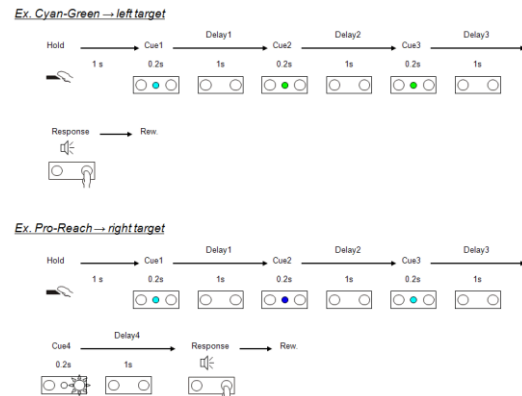 Ex. Cyan-Green → left target
Hold Cue1 Delay1 Cue2 Delay2 Cue3 Delay3
1 s 0.2s 1s 0.2s 1s 0.2s 1s
Response Rew.
Ex. Pro-Reach → right target
Hold Cue1 Delay1 Cue2 Delay2 Cue3 Delay3
1 s 0.2s 1s 0.2s 1s 0.2s 1s
Cue4 Delay4 Response Rew.
0.2s 1s